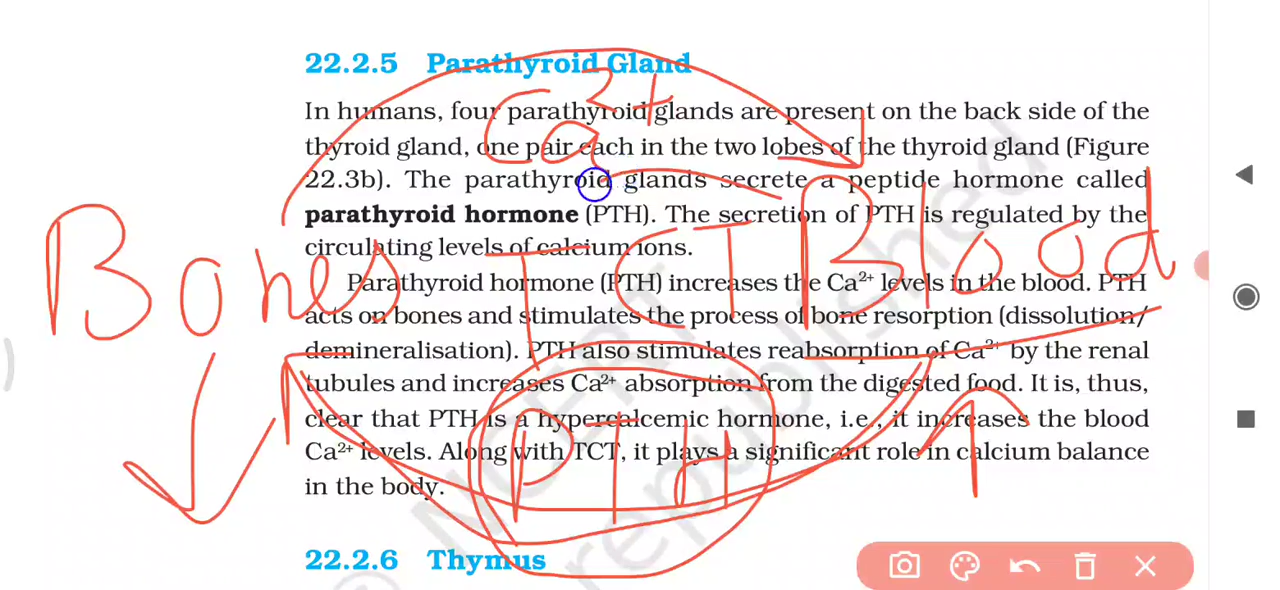 22.2.5 Parathyroid Gland
In humans, four parathyroid glands are present on the back side of the
thyroid gland, one pair each in the two lobes of the thyroid gland (Figure
22.3b). The parathyroid glands secrete a peptide hormone called
parathyroid hormone (PTH). The secretion of PTH is regulated by the
circulating levels of calcium ions.
Parathyroid hormone (PTH) increases the Ca²⁺ levels in the blood. PTH
acts on bones and stimulates the process of bone resorption (dissolution/
demineralisation). PTH also stimulates reabsorption of Ca²⁺ by the renal
tubules and increases Ca²⁺ absorption from the digested food. It is, thus,
clear that PTH is a hypercalcemic hormone, i.e., it increases the blood
Ca²⁺ levels. Along with TCT, it plays a significant role in calcium balance
in the body.
22.2.6 Thymus
Ca²⁺
Bones
TCT
Blood
PTH
NCERT
republished